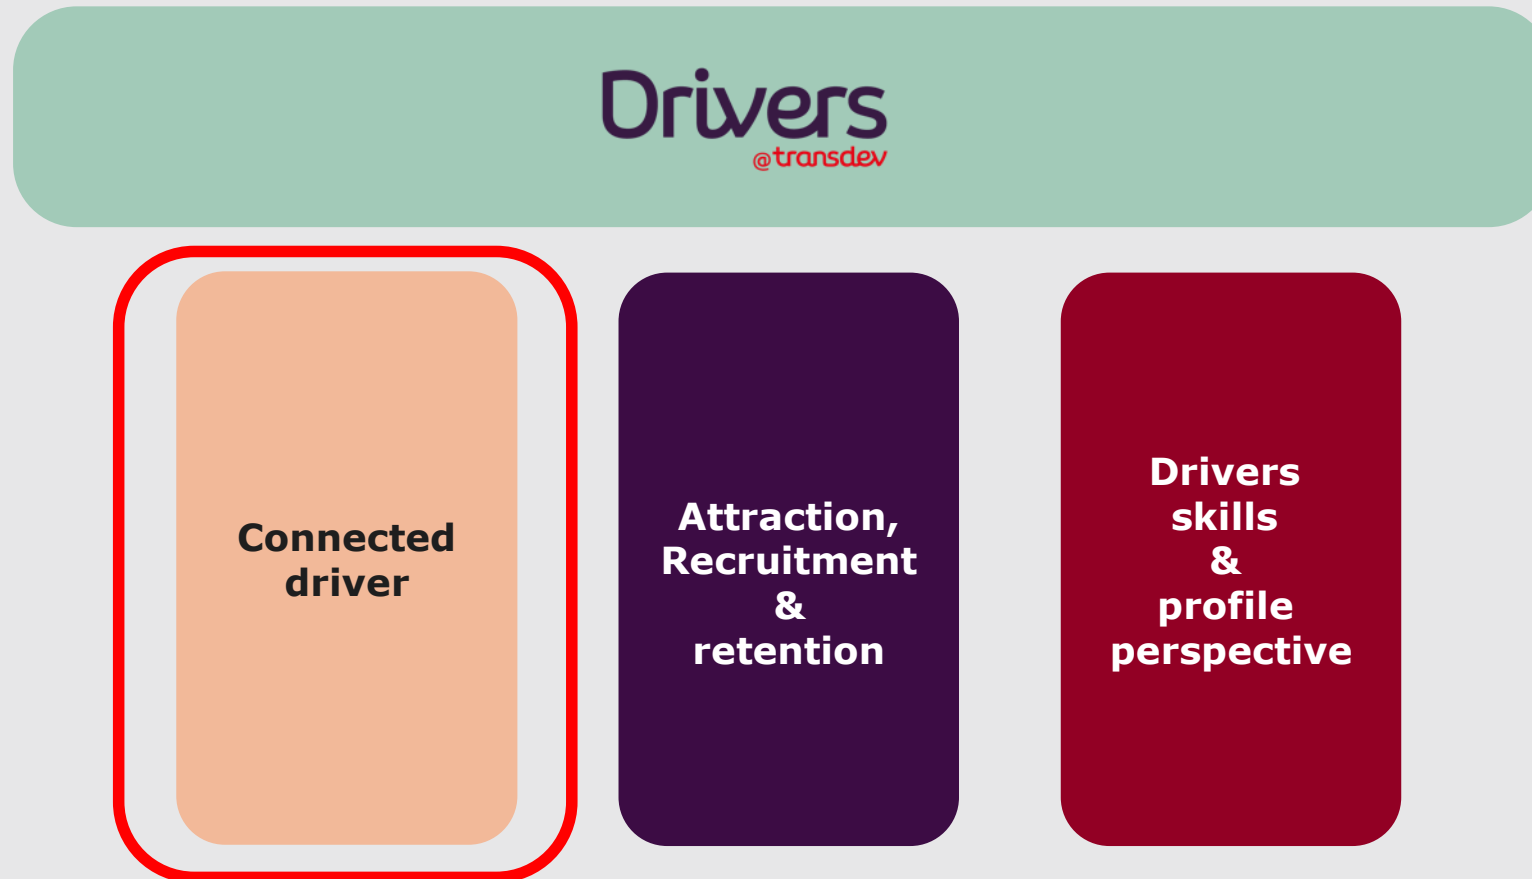 Drivers
@transdev
Connected
driver
Attraction,
Recruitment
&
retention
Drivers
skills
&
profile
perspective